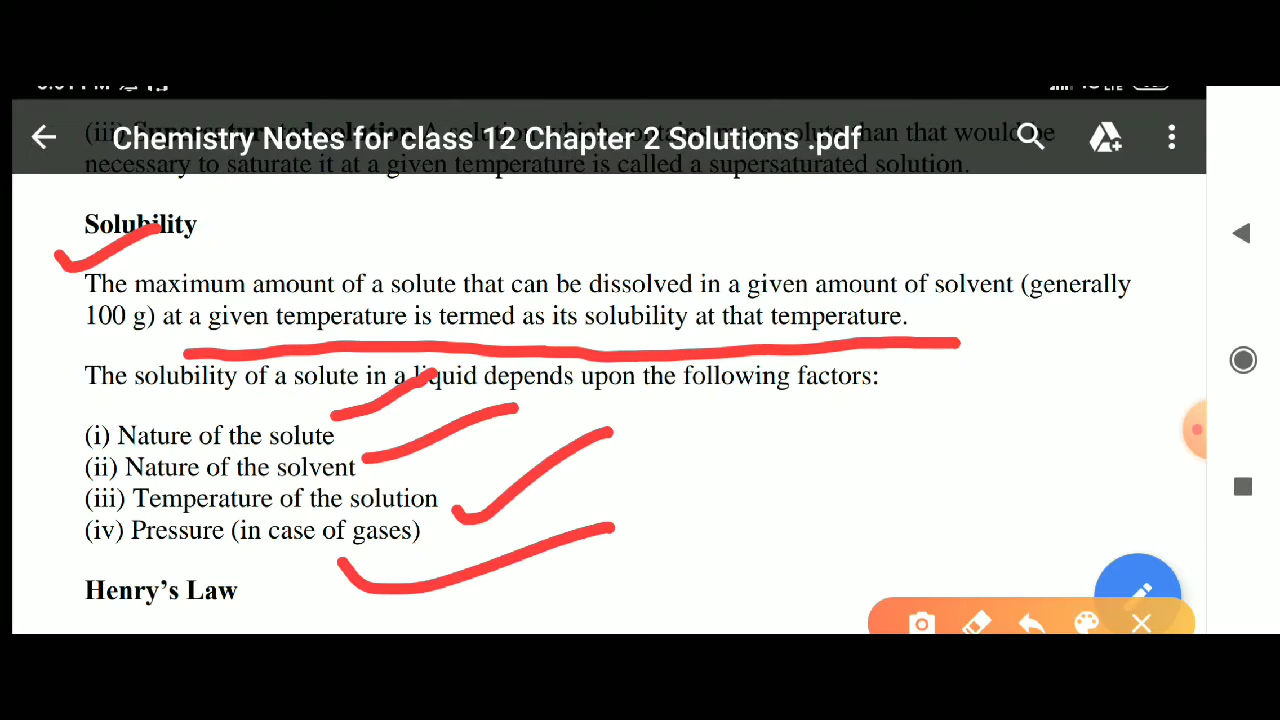 Chemistry Notes for class 12 Chapter 2 Solutions .pdf
necessary to saturate it at a given temperature is called a supersaturated solution.
Solubility
The maximum amount of a solute that can be dissolved in a given amount of solvent (generally
100 g) at a given temperature is termed as its solubility at that temperature.
The solubility of a solute in a liquid depends upon the following factors:
(i) Nature of the solute
(ii) Nature of the solvent
(iii) Temperature of the solution
(iv) Pressure (in case of gases)
Henry's Law